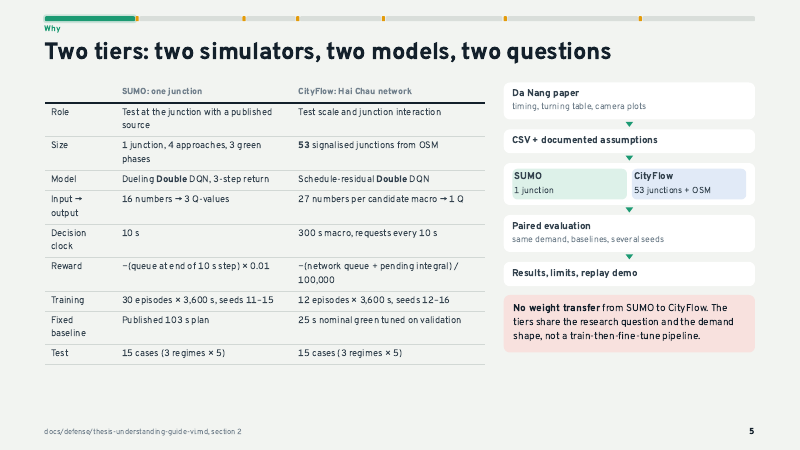 Why
Two tiers: two simulators, two models, two questions
SUMO: one junction
CityFlow: Hai Chau network
Role
Test at the junction with a published
source
Test scale and junction interaction
Size
1 junction, 4 approaches, 3 green
phases
53 signalised junctions from OSM
Model
Dueling Double DQN, 3-step return
Schedule-residual Double DQN
Input →
output
16 numbers → 3 Q-values
27 numbers per candidate macro → 1 Q
Decision
clock
10 s
300 s macro, requests every 10 s
Reward
−(queue at end of 10 s step) × 0.01
−(network queue + pending integral) /
100,000
Training
30 episodes × 3,600 s, seeds 11–15
12 episodes × 3,600 s, seeds 12–16
Fixed
baseline
Published 103 s plan
25 s nominal green tuned on validation
Test
15 cases (3 regimes × 5)
15 cases (3 regimes × 5)
Da Nang paper
timing, turning table, camera plots
CSV + documented assumptions
SUMO
1 junction
CityFlow
53 junctions + OSM
Paired evaluation
same demand, baselines, several seeds
Results, limits, replay demo
No weight transfer from SUMO to CityFlow. The
tiers share the research question and the demand
shape, not a train-then-fine-tune pipeline.
docs/defense/thesis-understanding-guide-vi.md, section 2
5